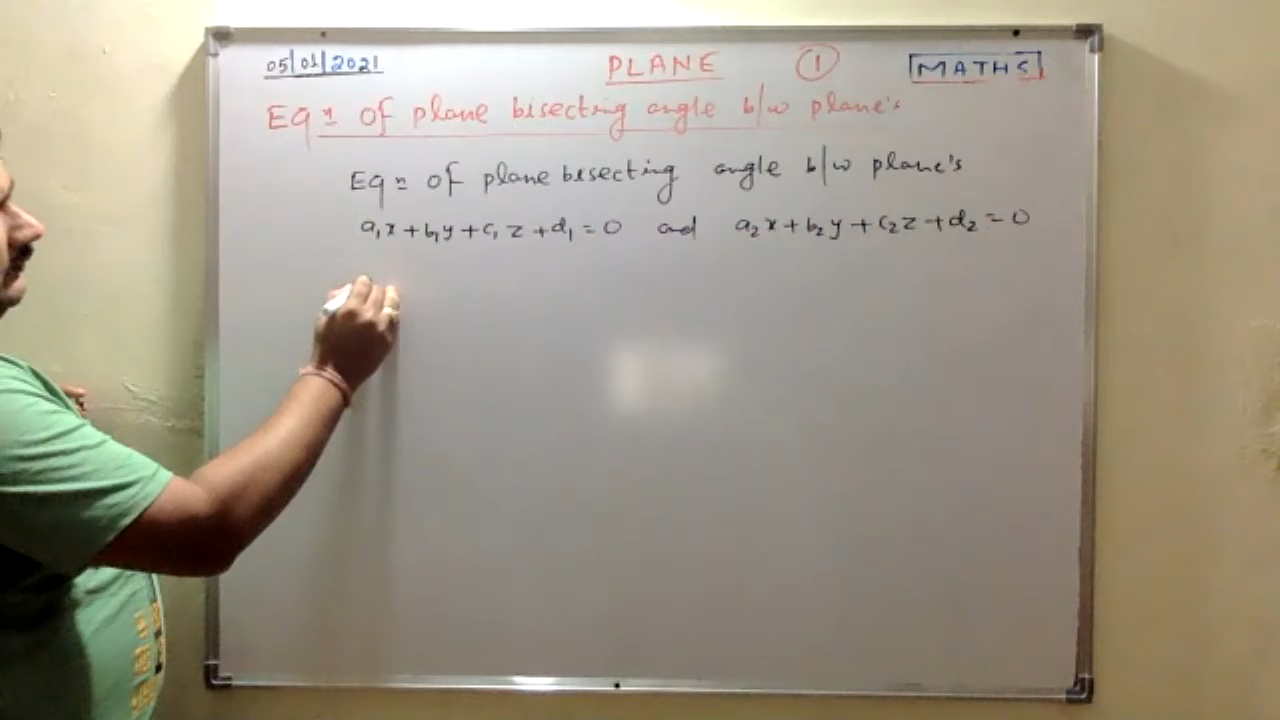 05/01/2021 PLANE 1 MATHS
Eqn of plane bisecting angle b/w plane's
Eqn of plane bisecting angle b/w plane's
a₁x + b₁y + c₁z + d₁ = 0 and a₂x + b₂y + c₂z + d₂ = 0